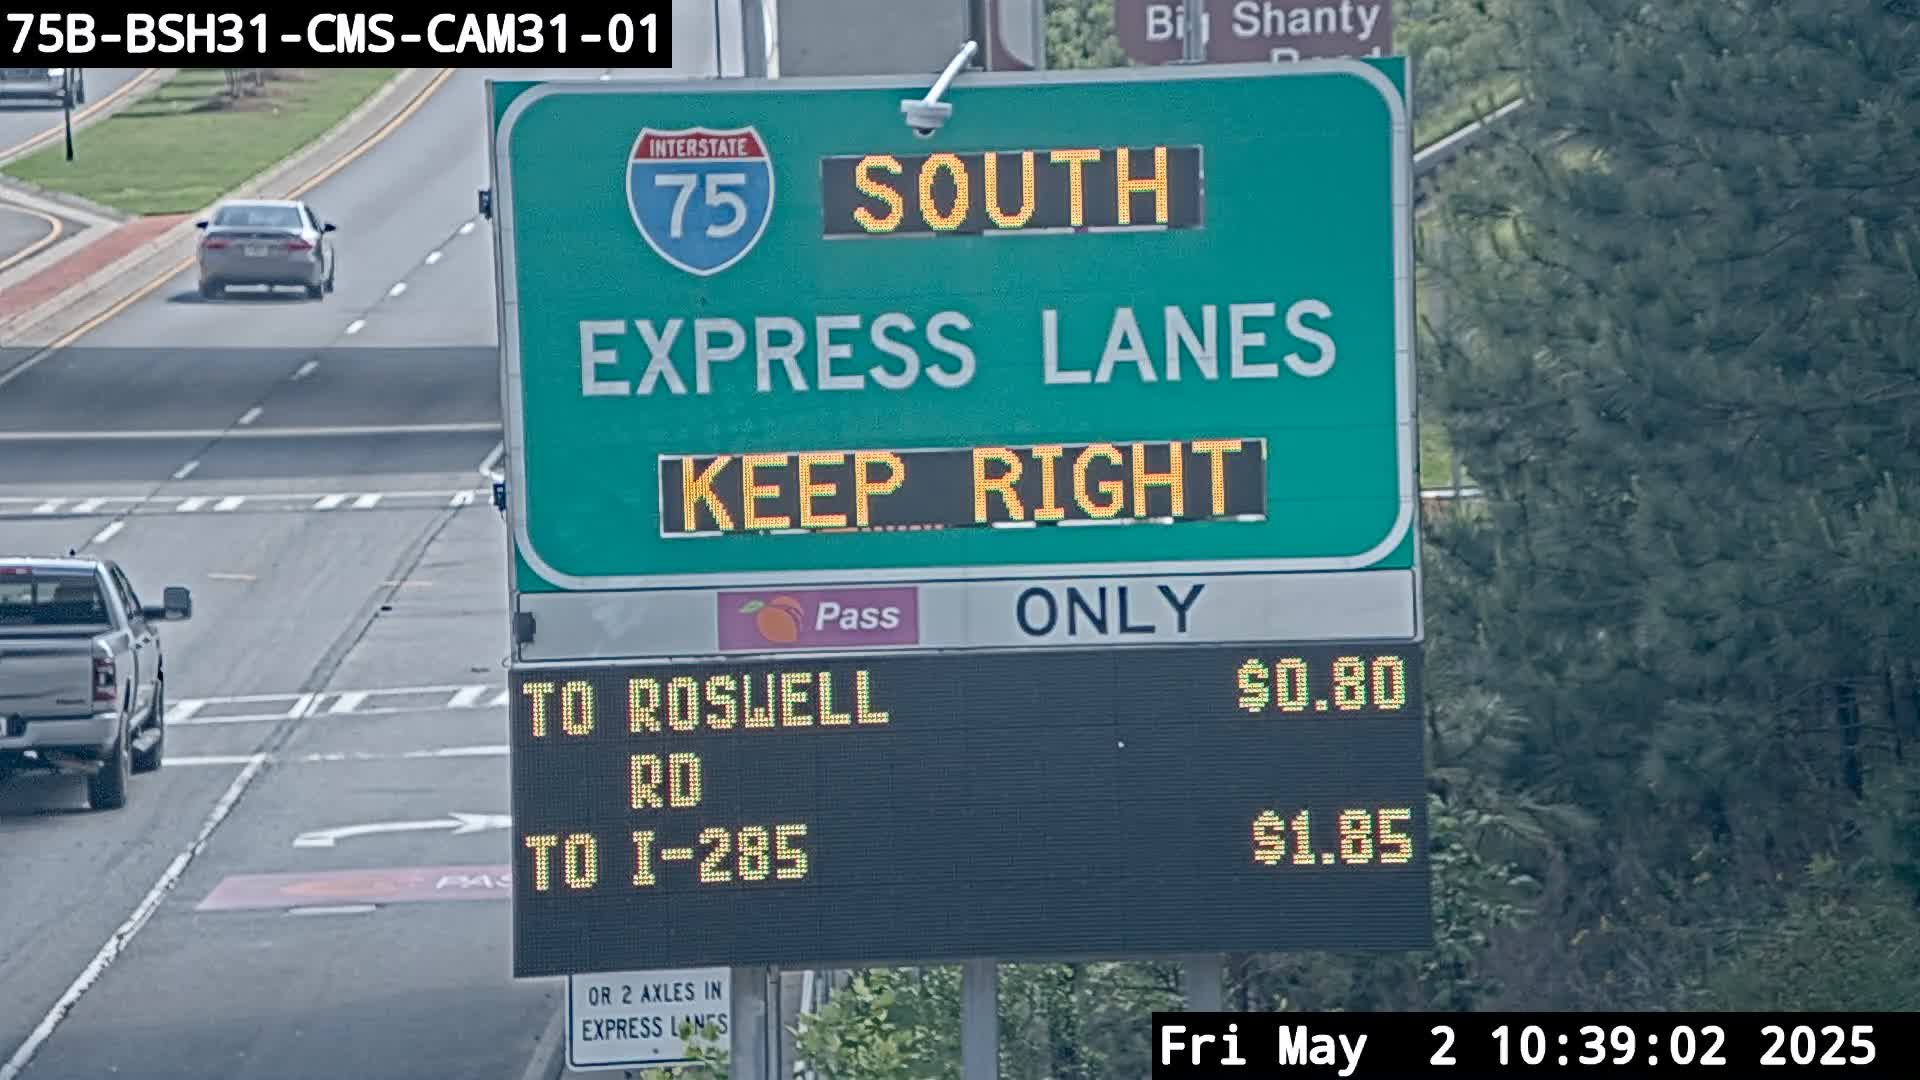 75B-BSH31-CMS-CAM31-01
Big Shanty
INTERSTATE
75
SOUTH
EXPRESS LANES
KEEP RIGHT
Pass ONLY
TO ROSWELL $0.80
RD
TO I-285 $1.85
OR 2 AXLES IN
EXPRESS LANES
Fri May 2 10:39:02 2025